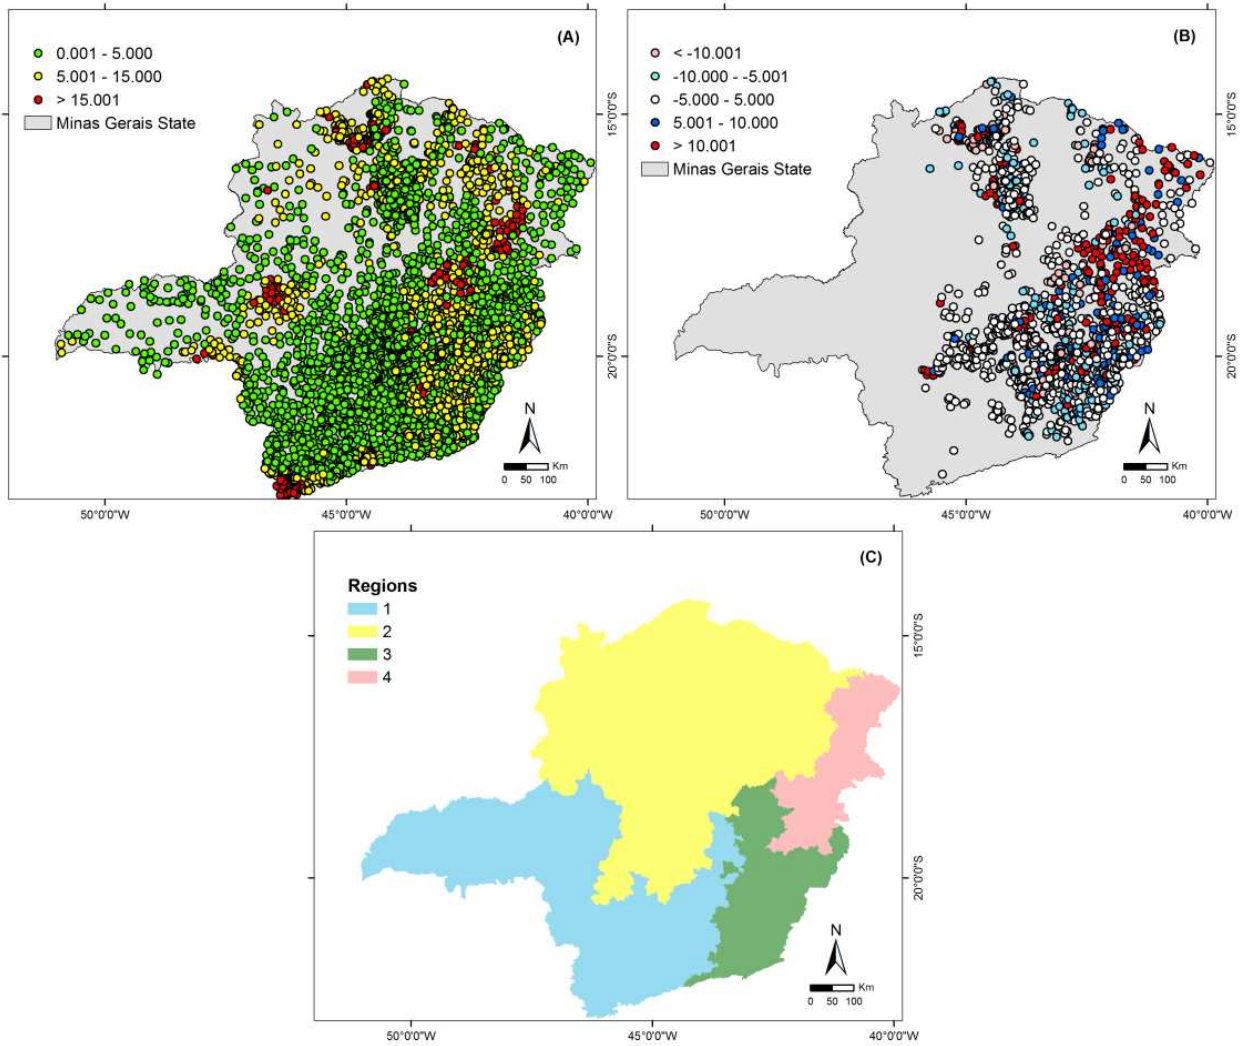 (A)
0.001 - 5.000
5.001 - 15.000
> 15.001
Minas Gerais State
15°0'0"S
20°0'0"S
N
Km
0 50 100
50°0'0"W
45°0'0"W
40°0'0"W
(B)
< -10.001
-10.000 - -5.001
-5.000 - 5.000
5.001 - 10.000
> 10.001
Minas Gerais State
15°0'0"S
20°0'0"S
N
Km
0 50 100
50°0'0"W
45°0'0"W
40°0'0"W
(C)
Regions
1
2
3
4
15°0'0"S
20°0'0"S
N
Km
0 50 100
50°0'0"W
45°0'0"W
40°0'0"W